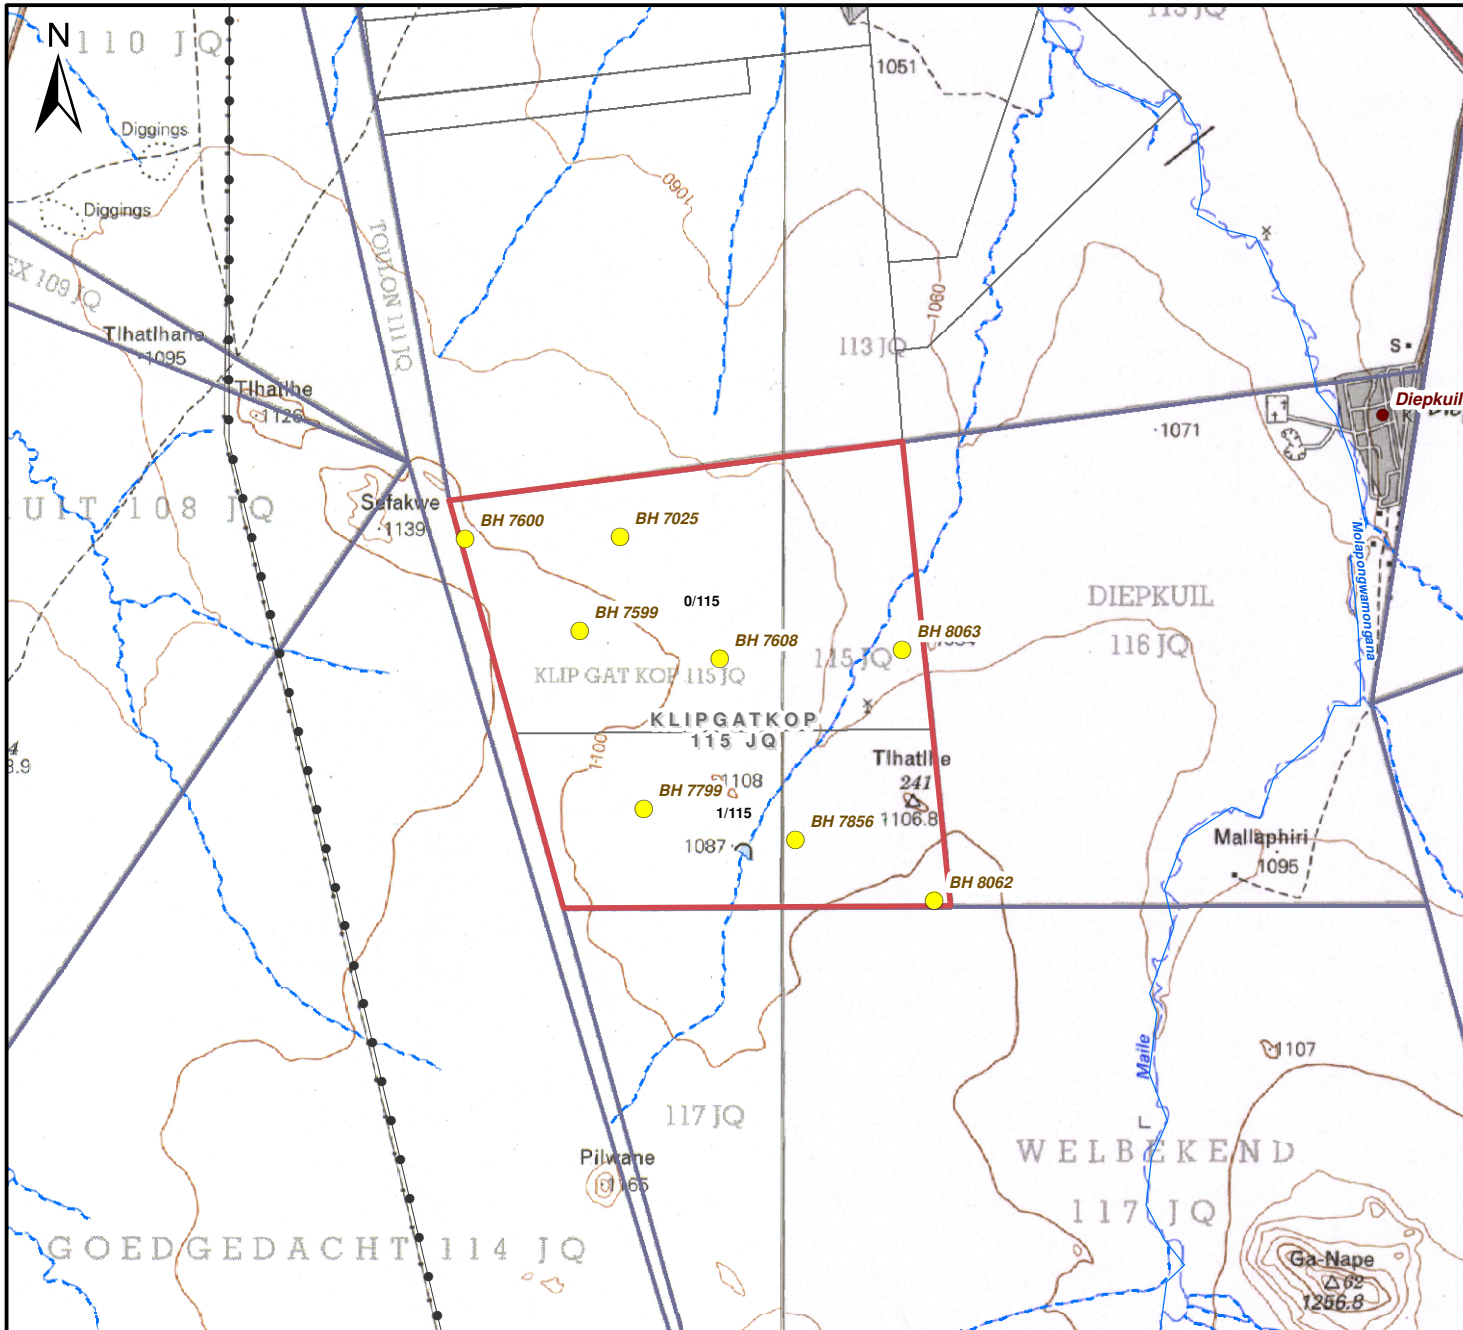 113 JQ
N
110 JQ
1051
Diggings
1060
Diggings
TOULON 111 JQ
EX 109 JQ
1060
Tlhatlhane
1095
113 JQ
S
Tlhatlhe
1126
Diepkuil
K
1071
UIT 108 JQ
Sefakwe
1139
BH 7600
BH 7025
Molapongwamongana
DIEPKUIL
116 JQ
0/115
BH 7599
BH 7608
BH 8063
115 JQ
KLIP GAT KOP 115 JQ
KLIPGATKOP
115 JQ
1100
Tlhatlhe
241
1106.8
1108
BH 7799
1/115
BH 7856
1087
Mallaphiri
1095
BH 8062
Maile
1107
117 JQ
WELBEKEND
117 JQ
Pilwane
1165
GOEDGEDACHT 114 JQ
Ga-Nape
62
1256.8